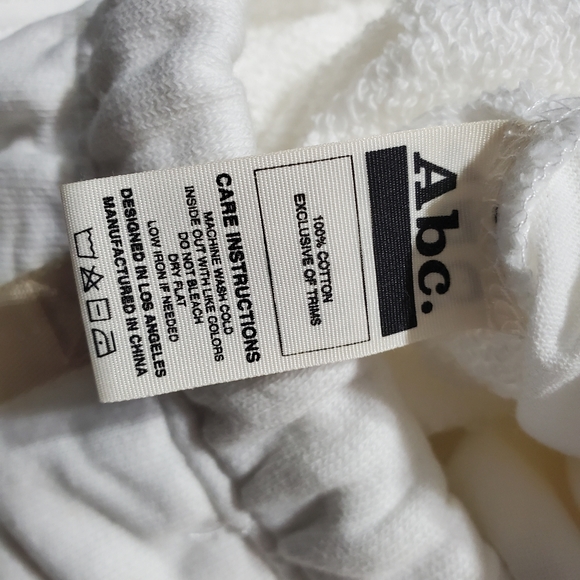 Abc.
100% COTTON
EXCLUSIVE OF TRIMS
CARE INSTRUCTIONS
MACHINE WASH COLD
INSIDE OUT WITH LIKE COLORS
DO NOT BLEACH
DRY FLAT
LOW IRON IF NEEDED
DESIGNED IN LOS ANGELES
MANUFACTURED IN CHINA